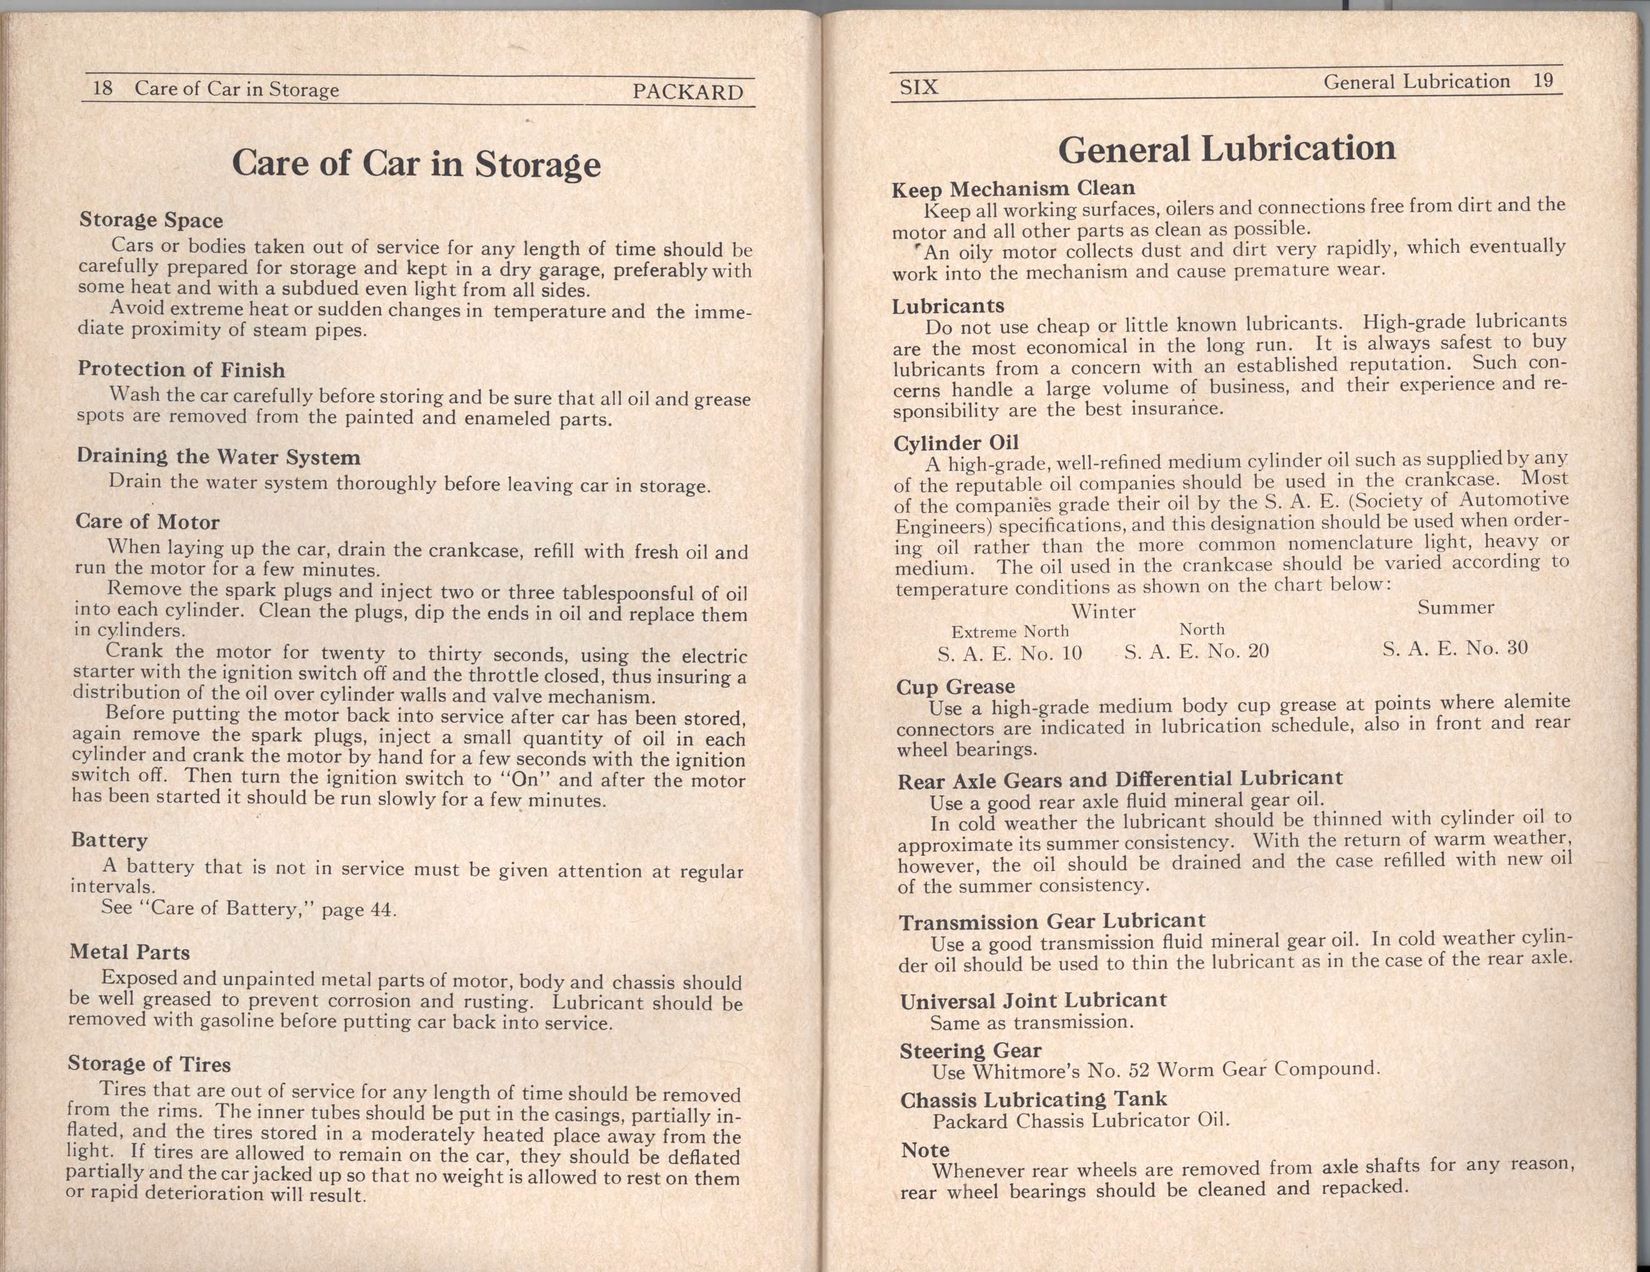 18 Care of Car in Storage PACKARD
Care of Car in Storage
Storage Space
Cars or bodies taken out of service for any length of time should be
carefully prepared for storage and kept in a dry garage, preferably with
some heat and with a subdued even light from all sides.
Avoid extreme heat or sudden changes in temperature and the imme-
diate proximity of steam pipes.
Protection of Finish
Wash the car carefully before storing and be sure that all oil and grease
spots are removed from the painted and enameled parts.
Draining the Water System
Drain the water system thoroughly before leaving car in storage.
Care of Motor
When laying up the car, drain the crankcase, refill with fresh oil and
run the motor for a few minutes.
Remove the spark plugs and inject two or three tablespoonsful of oil
into each cylinder. Clean the plugs, dip the ends in oil and replace them
in cylinders.
Crank the motor for twenty to thirty seconds, using the electric
starter with the ignition switch off and the throttle closed, thus insuring a
distribution of the oil over cylinder walls and valve mechanism.
Before putting the motor back into service after car has been stored,
again remove the spark plugs, inject a small quantity of oil in each
cylinder and crank the motor by hand for a few seconds with the ignition
switch off. Then turn the ignition switch to "On" and after the motor
has been started it should be run slowly for a few minutes.
Battery
A battery that is not in service must be given attention at regular
intervals.
See "Care of Battery," page 44.
Metal Parts
Exposed and unpainted metal parts of motor, body and chassis should
be well greased to prevent corrosion and rusting. Lubricant should be
removed with gasoline before putting car back into service.
Storage of Tires
Tires that are out of service for any length of time should be removed
from the rims. The inner tubes should be put in the casings, partially in-
flated, and the tires stored in a moderately heated place away from the
light. If tires are allowed to remain on the car, they should be deflated
partially and the car jacked up so that no weight is allowed to rest on them
or rapid deterioration will result.
SIX General Lubrication 19
General Lubrication
Keep Mechanism Clean
Keep all working surfaces, oilers and connections free from dirt and the
motor and all other parts as clean as possible.
An oily motor collects dust and dirt very rapidly, which eventually
work into the mechanism and cause premature wear.
Lubricants
Do not use cheap or little known lubricants. High-grade lubricants
are the most economical in the long run. It is always safest to buy
lubricants from a concern with an established reputation. Such con-
cerns handle a large volume of business, and their experience and re-
sponsibility are the best insurance.
Cylinder Oil
A high-grade, well-refined medium cylinder oil such as supplied by any
of the reputable oil companies should be used in the crankcase. Most
of the companies grade their oil by the S. A. E. (Society of Automotive
Engineers) specifications, and this designation should be used when order-
ing oil rather than the more common nomenclature light, heavy or
medium. The oil used in the crankcase should be varied according to
temperature conditions as shown on the chart below:
Winter Summer
Extreme North North
S. A. E. No. 10 S. A. E. No. 20 S. A. E. No. 30
Cup Grease
Use a high-grade medium body cup grease at points where alemite
connectors are indicated in lubrication schedule, also in front and rear
wheel bearings.
Rear Axle Gears and Differential Lubricant
Use a good rear axle fluid mineral gear oil.
In cold weather the lubricant should be thinned with cylinder oil to
approximate its summer consistency. With the return of warm weather,
however, the oil should be drained and the case refilled with new oil
of the summer consistency.
Transmission Gear Lubricant
Use a good transmission fluid mineral gear oil. In cold weather cylin-
der oil should be used to thin the lubricant as in the case of the rear axle.
Universal Joint Lubricant
Same as transmission.
Steering Gear
Use Whitmore's No. 52 Worm Gear Compound.
Chassis Lubricating Tank
Packard Chassis Lubricator Oil.
Note
Whenever rear wheels are removed from axle shafts for any reason,
rear wheel bearings should be cleaned and repacked.